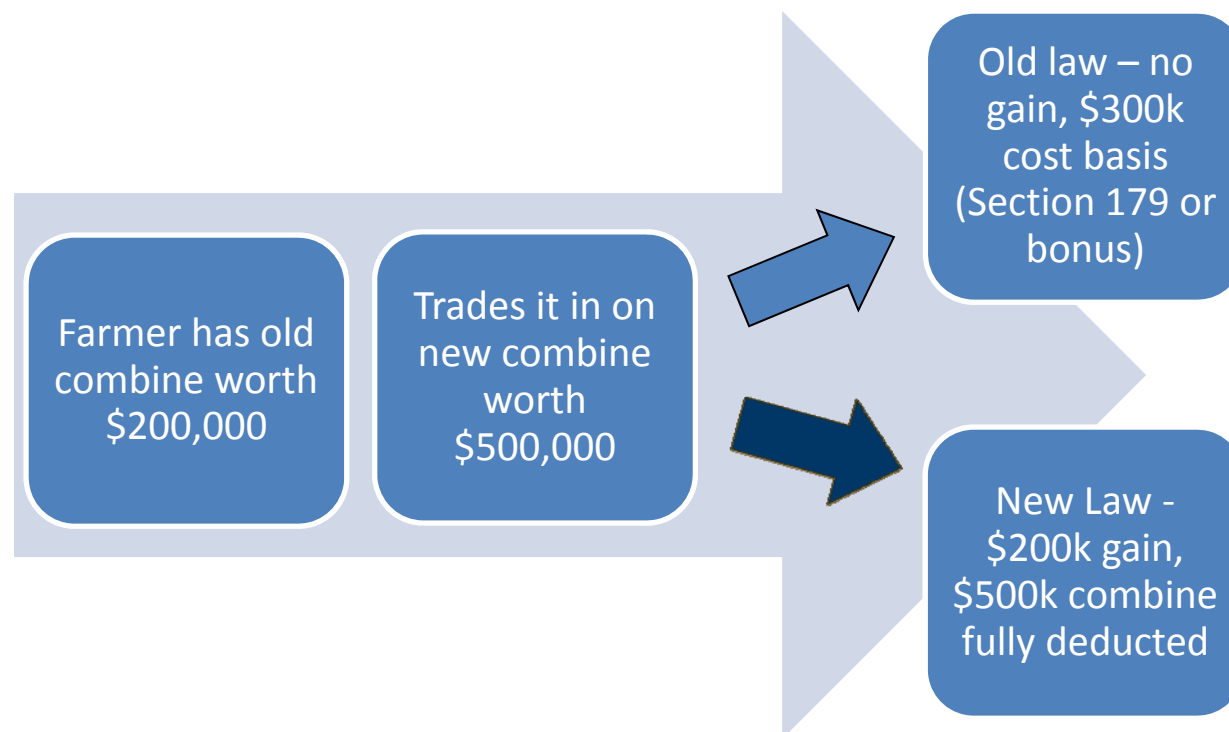 Farmer has old
combine worth
$200,000
Trades it in on
new combine
worth
$500,000
Old law – no
gain, $300k
cost basis
(Section 179 or
bonus)
New Law -
$200k gain,
$500k combine
fully deducted